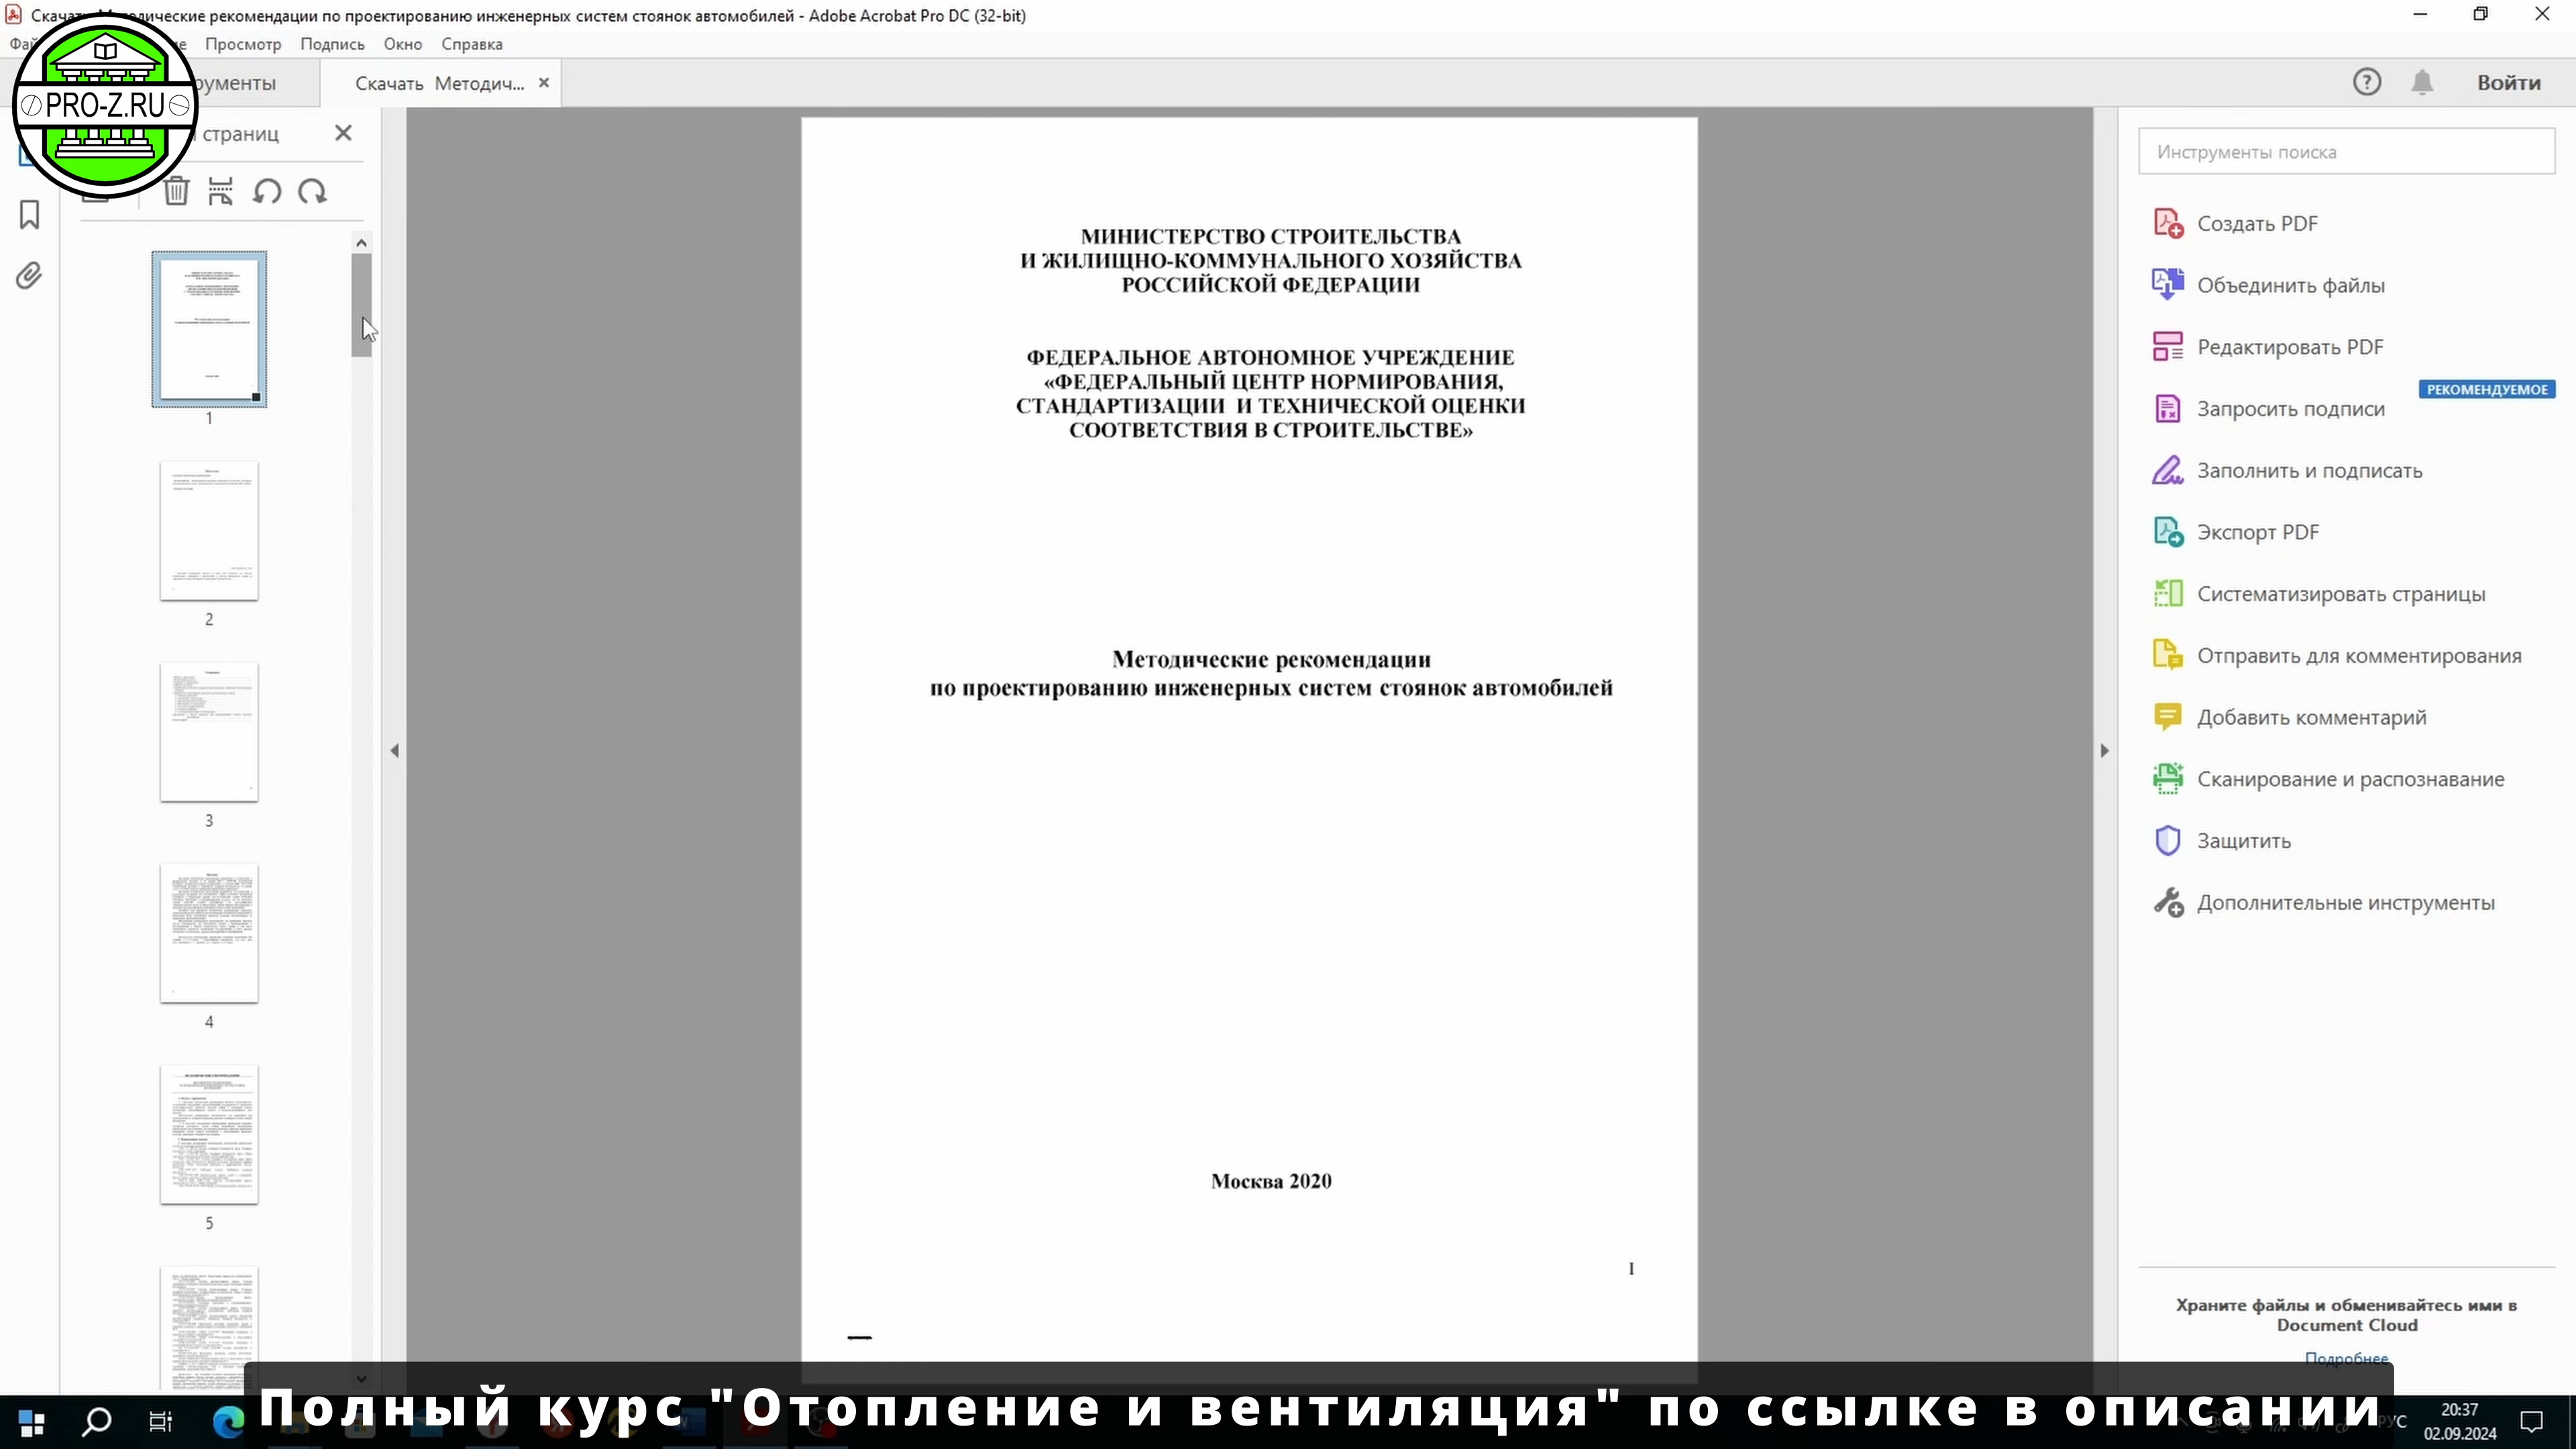 Скачать Методические рекомендации по проектированию инженерных систем стоянок автомобилей - Adobe Acrobat Pro DC (32-bit)
Просмотр Подпись Окно Справка
Скачать Методич...
Войти
PRO-Z.RU
страниц
Инструменты поиска
1
2
3
4
5
МИНИСТЕРСТВО СТРОИТЕЛЬСТВА
И ЖИЛИЩНО-КОММУНАЛЬНОГО ХОЗЯЙСТВА
РОССИЙСКОЙ ФЕДЕРАЦИИ
ФЕДЕРАЛЬНОЕ АВТОНОМНОЕ УЧРЕЖДЕНИЕ
«ФЕДЕРАЛЬНЫЙ ЦЕНТР НОРМИРОВАНИЯ,
СТАНДАРТИЗАЦИИ И ТЕХНИЧЕСКОЙ ОЦЕНКИ
СООТВЕТСТВИЯ В СТРОИТЕЛЬСТВЕ»
Методические рекомендации
по проектированию инженерных систем стоянок автомобилей
Москва 2020
I
Создать PDF
Объединить файлы
Редактировать PDF
РЕКОМЕНДУЕМОЕ
Запросить подписи
Заполнить и подписать
Экспорт PDF
Систематизировать страницы
Отправить для комментирования
Добавить комментарий
Сканирование и распознавание
Защитить
Дополнительные инструменты
Храните файлы и обменивайтесь ими в
Document Cloud
Подробнее
Полный курс "Отопление и вентиляция" по ссылке в описании
РУС
20:37
02.09.2024